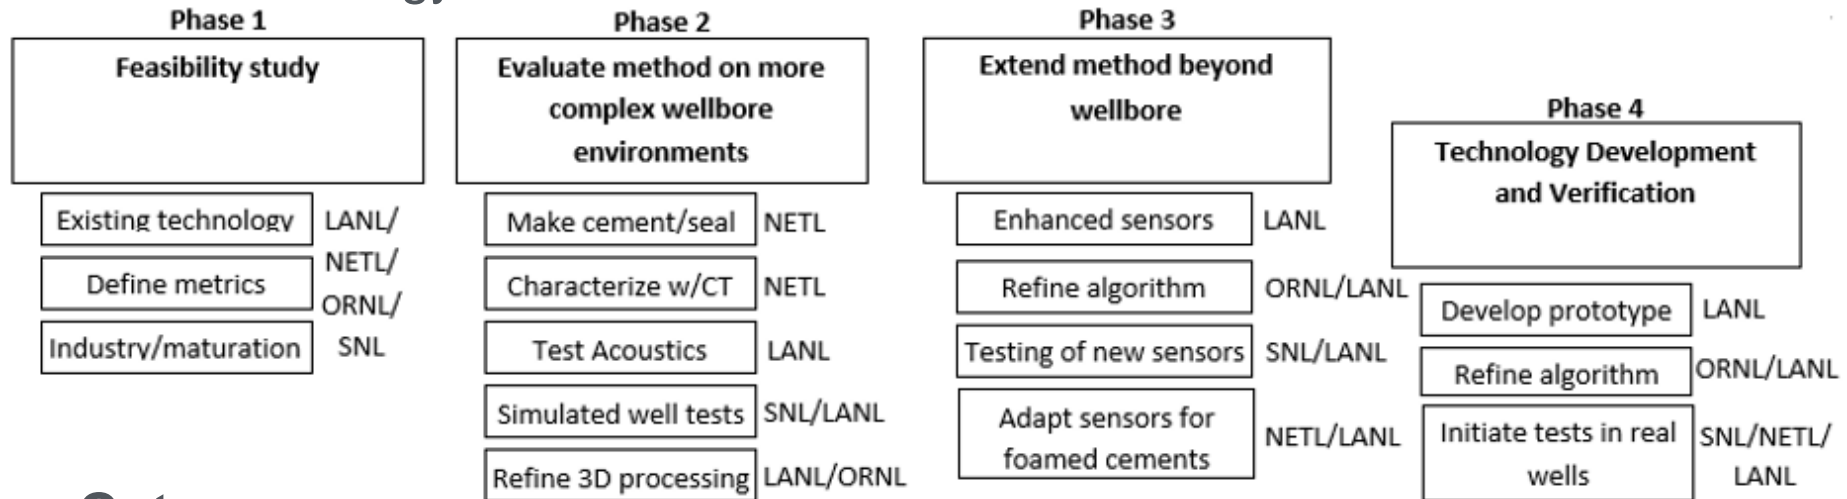 Phase 1
Feasibility study
Existing technology
Define metrics
Industry/maturation
LANL/
NETL/
ORNL/
SNL
Phase 2
Evaluate method on more
complex wellbore
environments
Make cement/seal NETL
Characterize w/CT NETL
Test Acoustics LANL
Simulated well tests SNL/LANL
Refine 3D processing LANL/ORNL
Phase 3
Extend method beyond
wellbore
Enhanced sensors LANL
Refine algorithm ORNL/LANL
Testing of new sensors SNL/LANL
Adapt sensors for
foamed cements
NETL/LANL
Phase 4
Technology Development
and Verification
Develop prototype LANL
Refine algorithm ORNL/LANL
Initiate tests in real
wells
SNL/NETL/
LANL